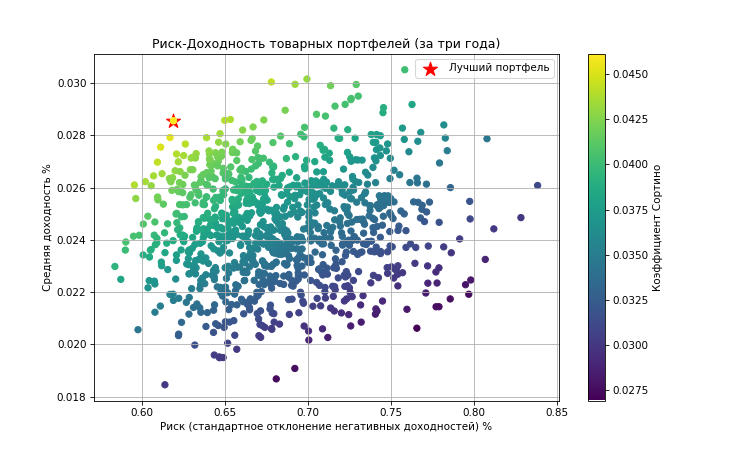 Риск-Доходность товарных портфелей (за три года)
Лучший портфель
Средняя доходность %
0.030
0.028
0.026
0.024
0.022
0.020
0.018
0.60 0.65 0.70 0.75 0.80 0.85
Риск (стандартное отклонение негативных доходностей) %
0.0450
0.0425
0.0400
0.0375
0.0350
0.0325
0.0300
0.0275
Коэффициент Сортино